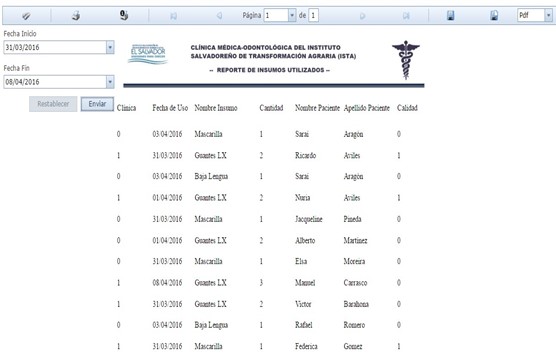 Página 1 de 1 Pdf
Fecha Inicio
31/03/2016
Fecha Fin
08/04/2016
Restablecer Enviar
EL SALVADOR
CLÍNICA MÉDICA-ODONTOLÓGICA DEL INSTITUTO
SALVADOREÑO DE TRANSFORMACIÓN AGRARIA (ISTA)
-- REPORTE DE INSUMOS UTILIZADOS --
Clínica Fecha de Uso Nombre Insumo Cantidad Nombre Paciente Apellido Paciente Calidad
0 03/04/2016 Mascarilla 1 Sarai Aragón 0
1 31/03/2016 Guantes LX 2 Ricardo Aviles 1
0 03/04/2016 Baja Lengua 1 Sarai Aragón 0
1 01/04/2016 Guantes LX 2 Nuria Aviles 1
0 31/03/2016 Mascarilla 1 Jacqueline Pineda 0
0 01/04/2016 Guantes LX 2 Alberto Martinez 0
0 31/03/2016 Mascarilla 1 Elsa Moreira 0
1 08/04/2016 Guantes LX 3 Manuel Carrasco 0
1 31/03/2016 Guantes LX 2 Victor Barahona 0
0 03/04/2016 Baja Lengua 1 Rafael Romero 0
1 31/03/2016 Mascarilla 1 Federica Gomez 1